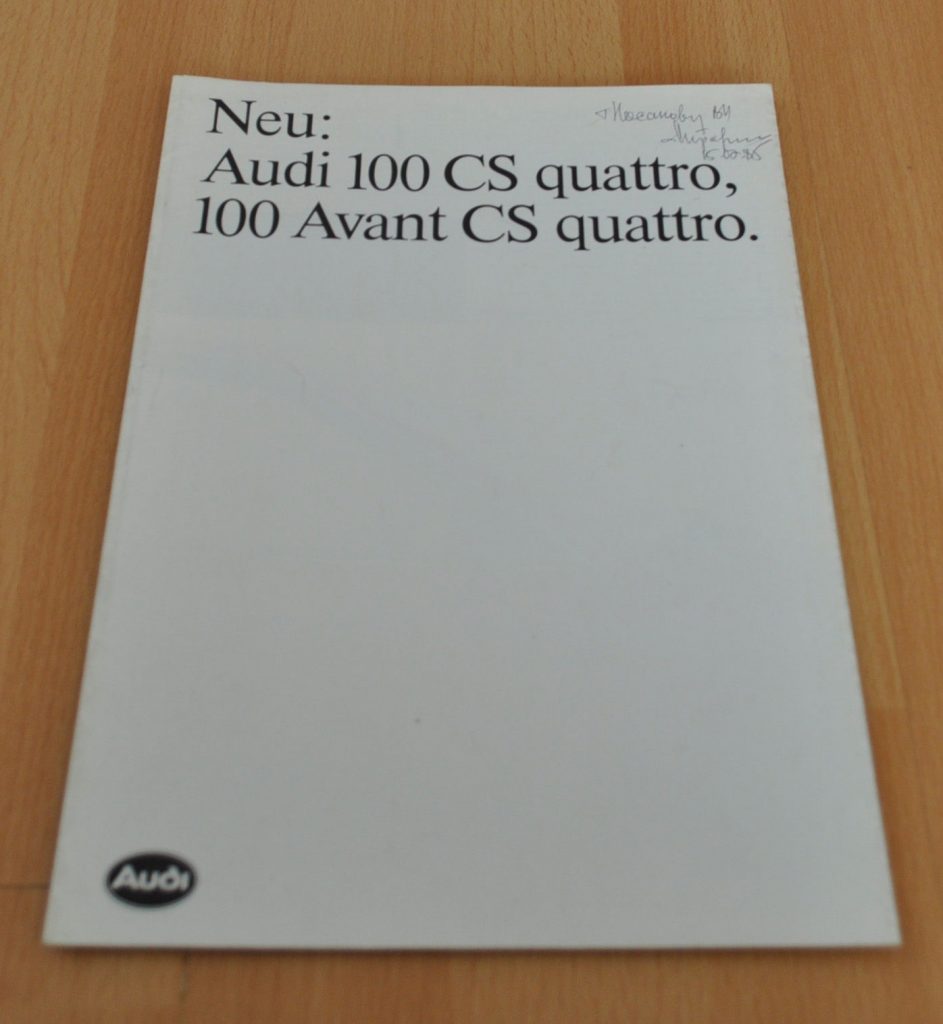 Neu:
Audi 100 CS quattro,
100 Avant CS quattro.
Audi